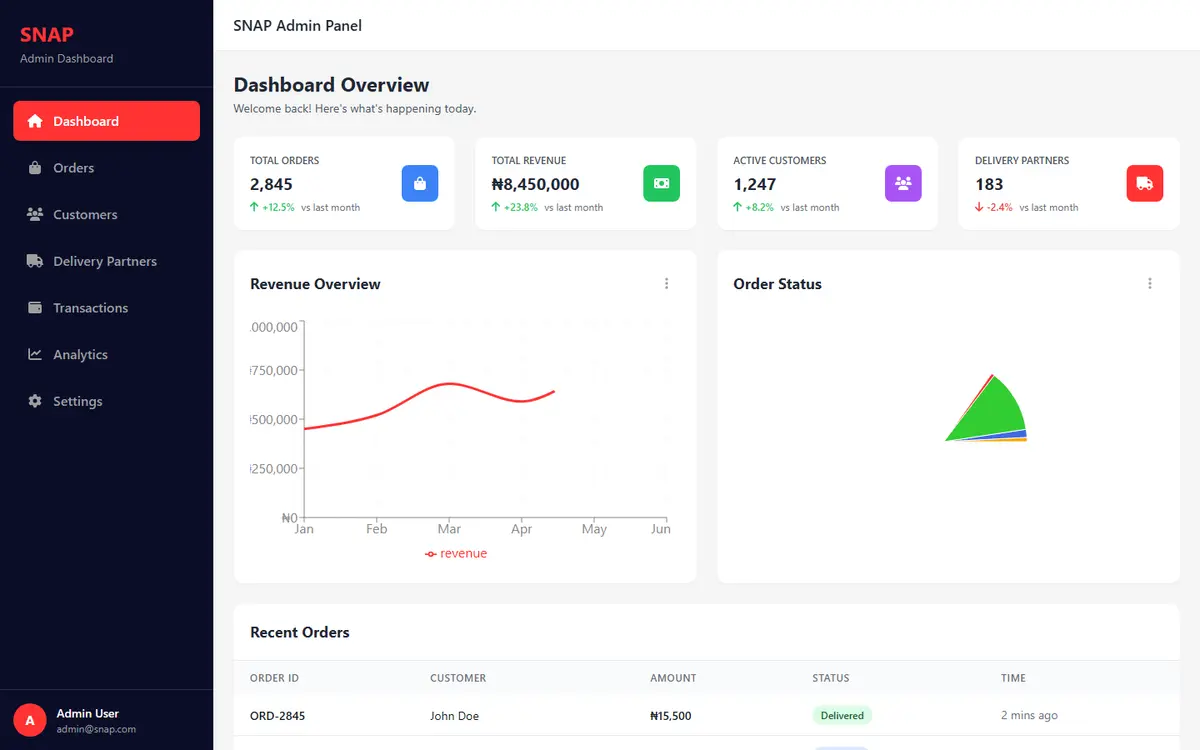 SNAP
Admin Dashboard
Dashboard
Orders
Customers
Delivery Partners
Transactions
Analytics
Settings
A
Admin User
admin@snap.com
SNAP Admin Panel
Dashboard Overview
Welcome back! Here's what's happening today.
TOTAL ORDERS
2,845
+12.5% vs last month
TOTAL REVENUE
₦8,450,000
+23.8% vs last month
ACTIVE CUSTOMERS
1,247
+8.2% vs last month
DELIVERY PARTNERS
183
-2.4% vs last month
Revenue Overview
000,000
750,000
500,000
250,000
₦0
Jan Feb Mar Apr May Jun
revenue
Order Status
Recent Orders
ORDER ID CUSTOMER AMOUNT STATUS TIME
ORD-2845 John Doe ₦15,500 Delivered 2 mins ago